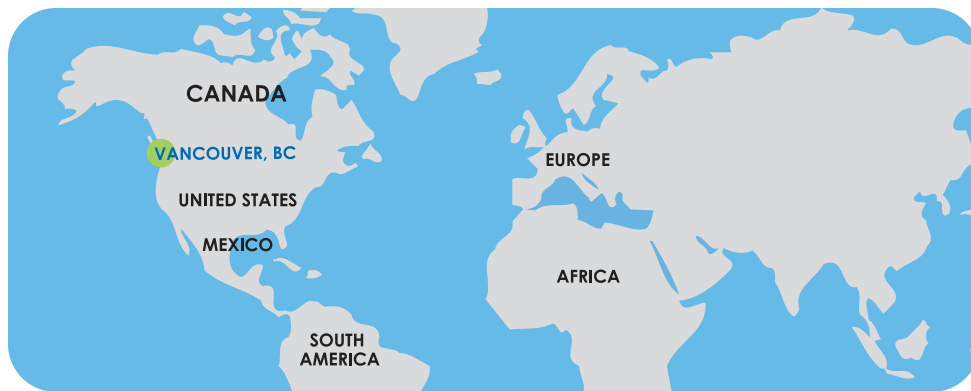 CANADA
VANCOUVER, BC
EUROPE
UNITED STATES
MEXICO
AFRICA
SOUTH
AMERICA